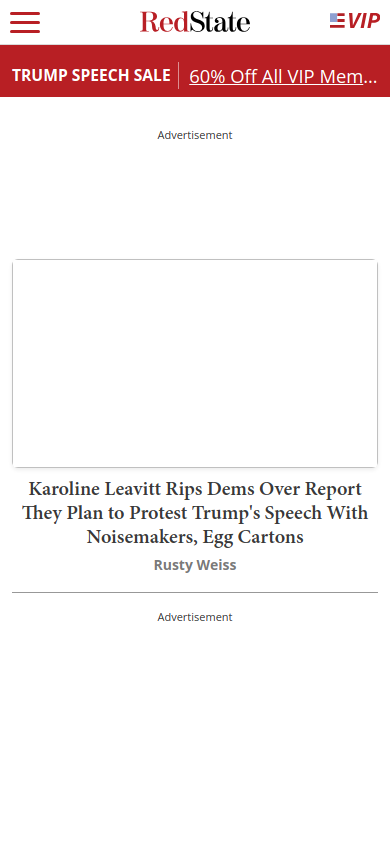 RedState
VIP
TRUMP SPEECH SALE
60% Off All VIP Mem...
Advertisement
Karoline Leavitt Rips Dems Over Report
They Plan to Protest Trump's Speech With
Noisemakers, Egg Cartons
Rusty Weiss
Advertisement